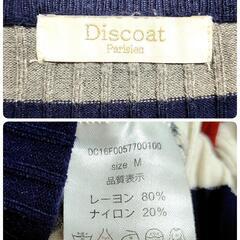 Discoat
Parisien
DC16F0057700100
size M
品質表示
レーヨン 80%
ナイロン 20%